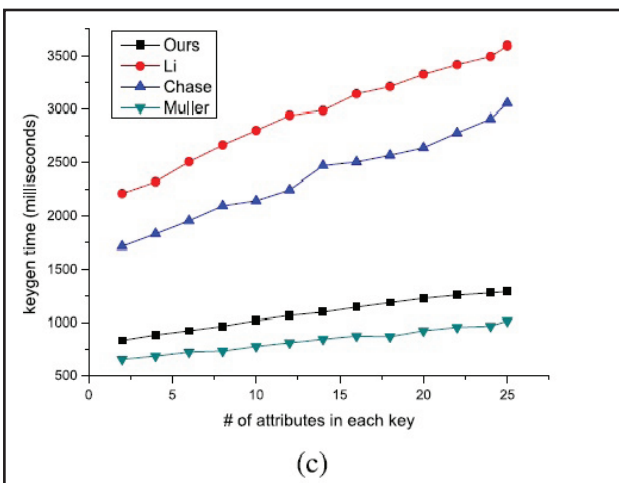 Ours
Li
Chase
Muller
3500
3000
2500
2000
1500
1000
500
keygen time (milliseconds)
0 5 10 15 20 25
# of attributes in each key
(c)